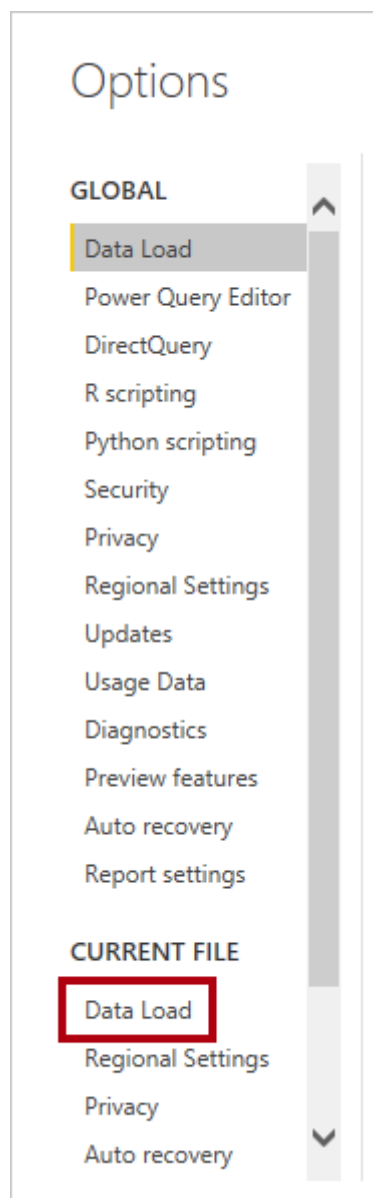 Options
GLOBAL
Data Load
Power Query Editor
DirectQuery
R scripting
Python scripting
Security
Privacy
Regional Settings
Updates
Usage Data
Diagnostics
Preview features
Auto recovery
Report settings
CURRENT FILE
Data Load
Regional Settings
Privacy
Auto recovery